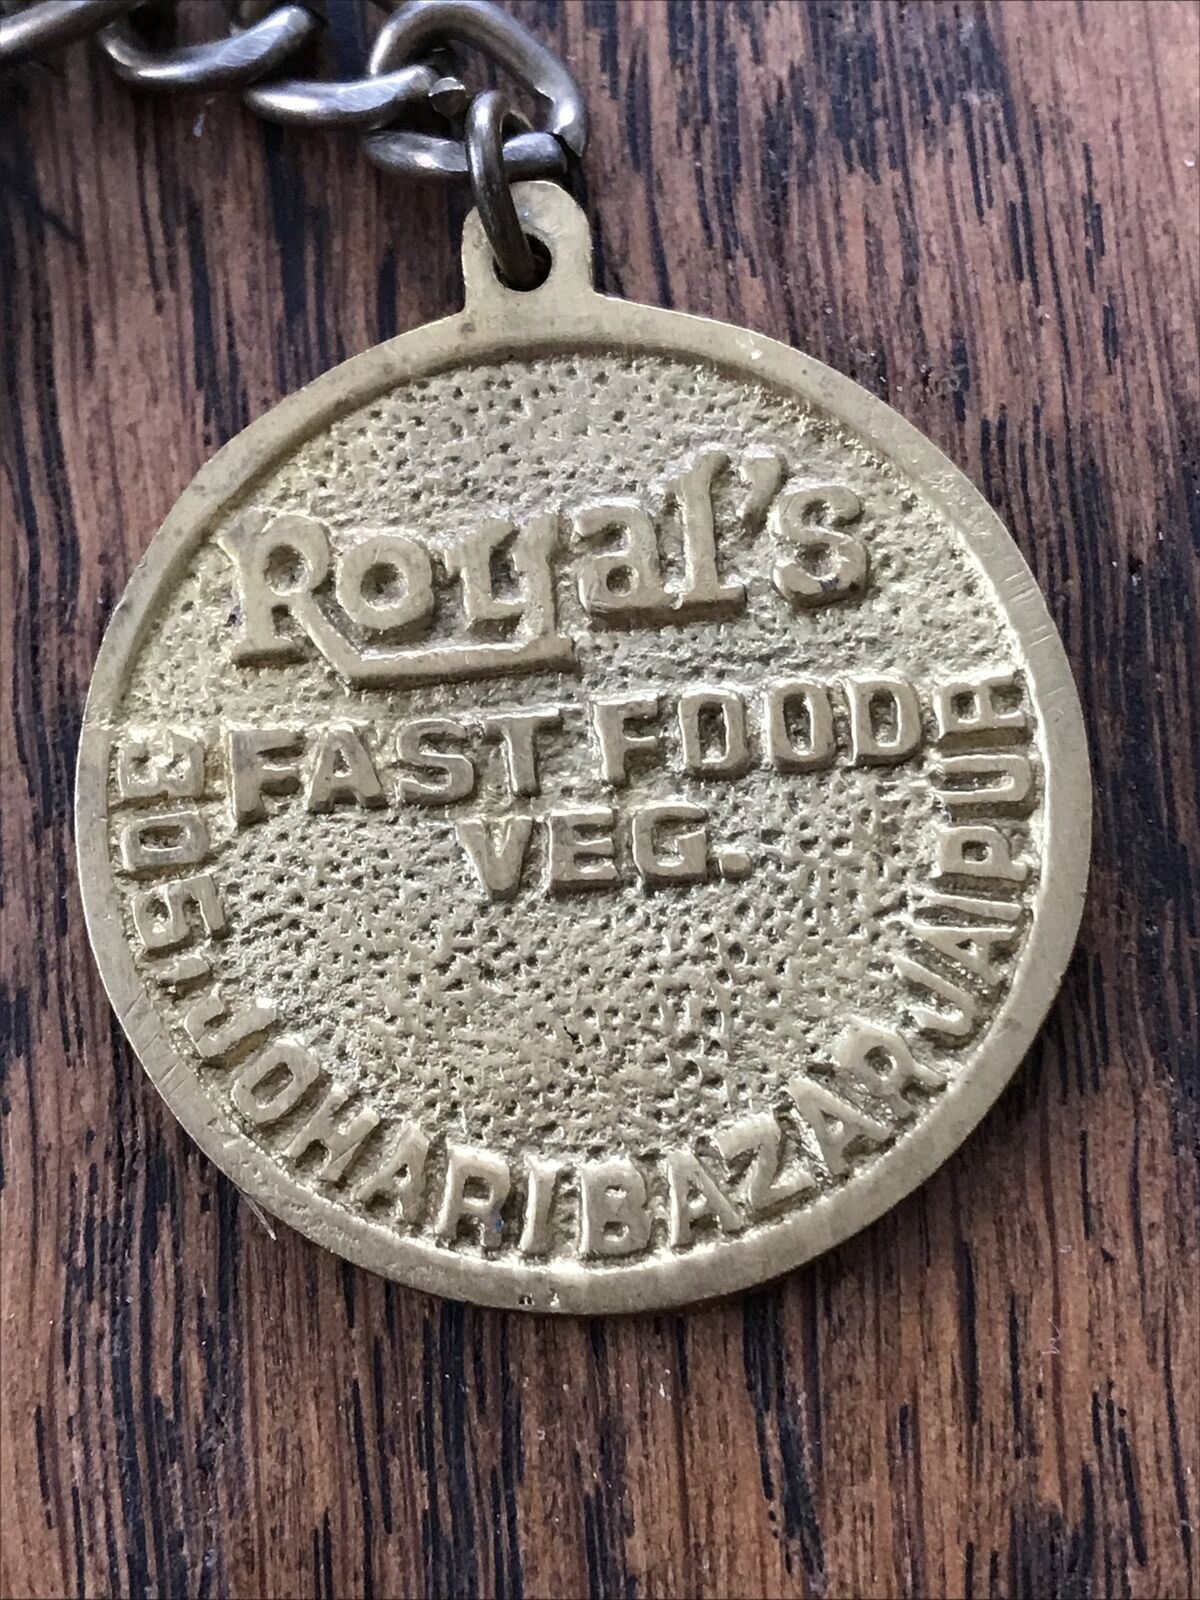 Royal's
FAST FOOD
VEG.
305, JOHARI BAZAR JAIPUR